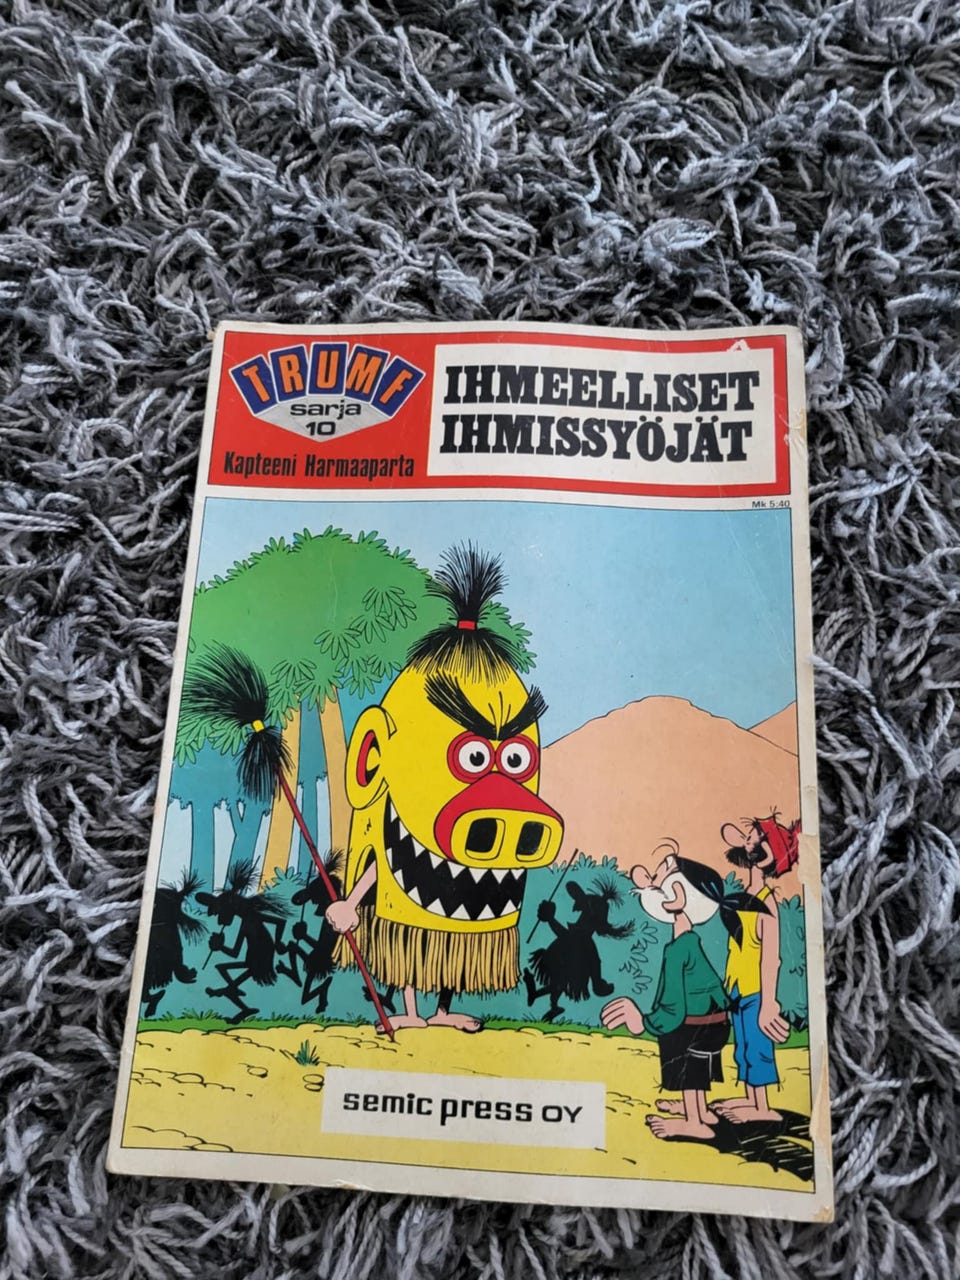 TRUMF
sarja
10
Kapteeni Harmaaparta
IHMEELLISET
IHMISSYÖJÄT
Mk 5:40
semic press OY